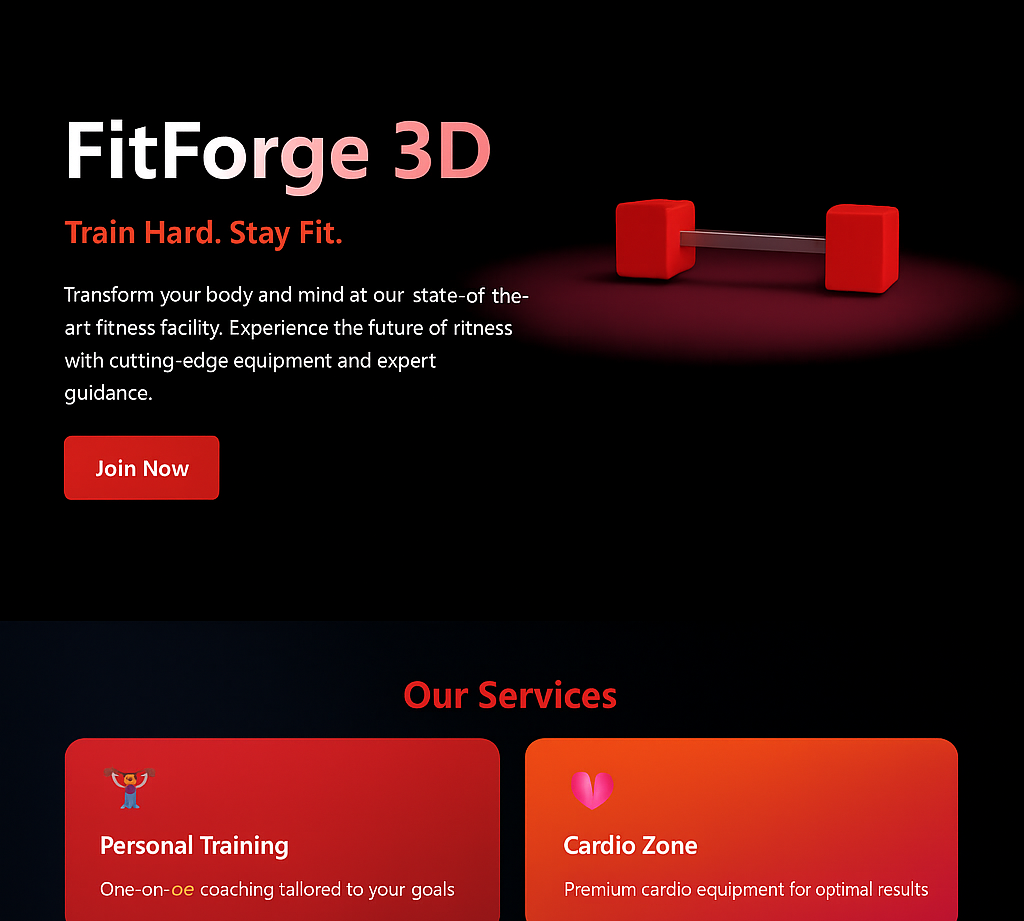 FitForge 3D
Train Hard. Stay Fit.
Transform your body and mind at our state-of the-
art fitness facility. Experience the future of ritness
with cutting-edge equipment and expert
guidance.
Join Now
Our Services
Personal Training
One-on-oe coaching tailored to your goals
Cardio Zone
Premium cardio equipment for optimal results